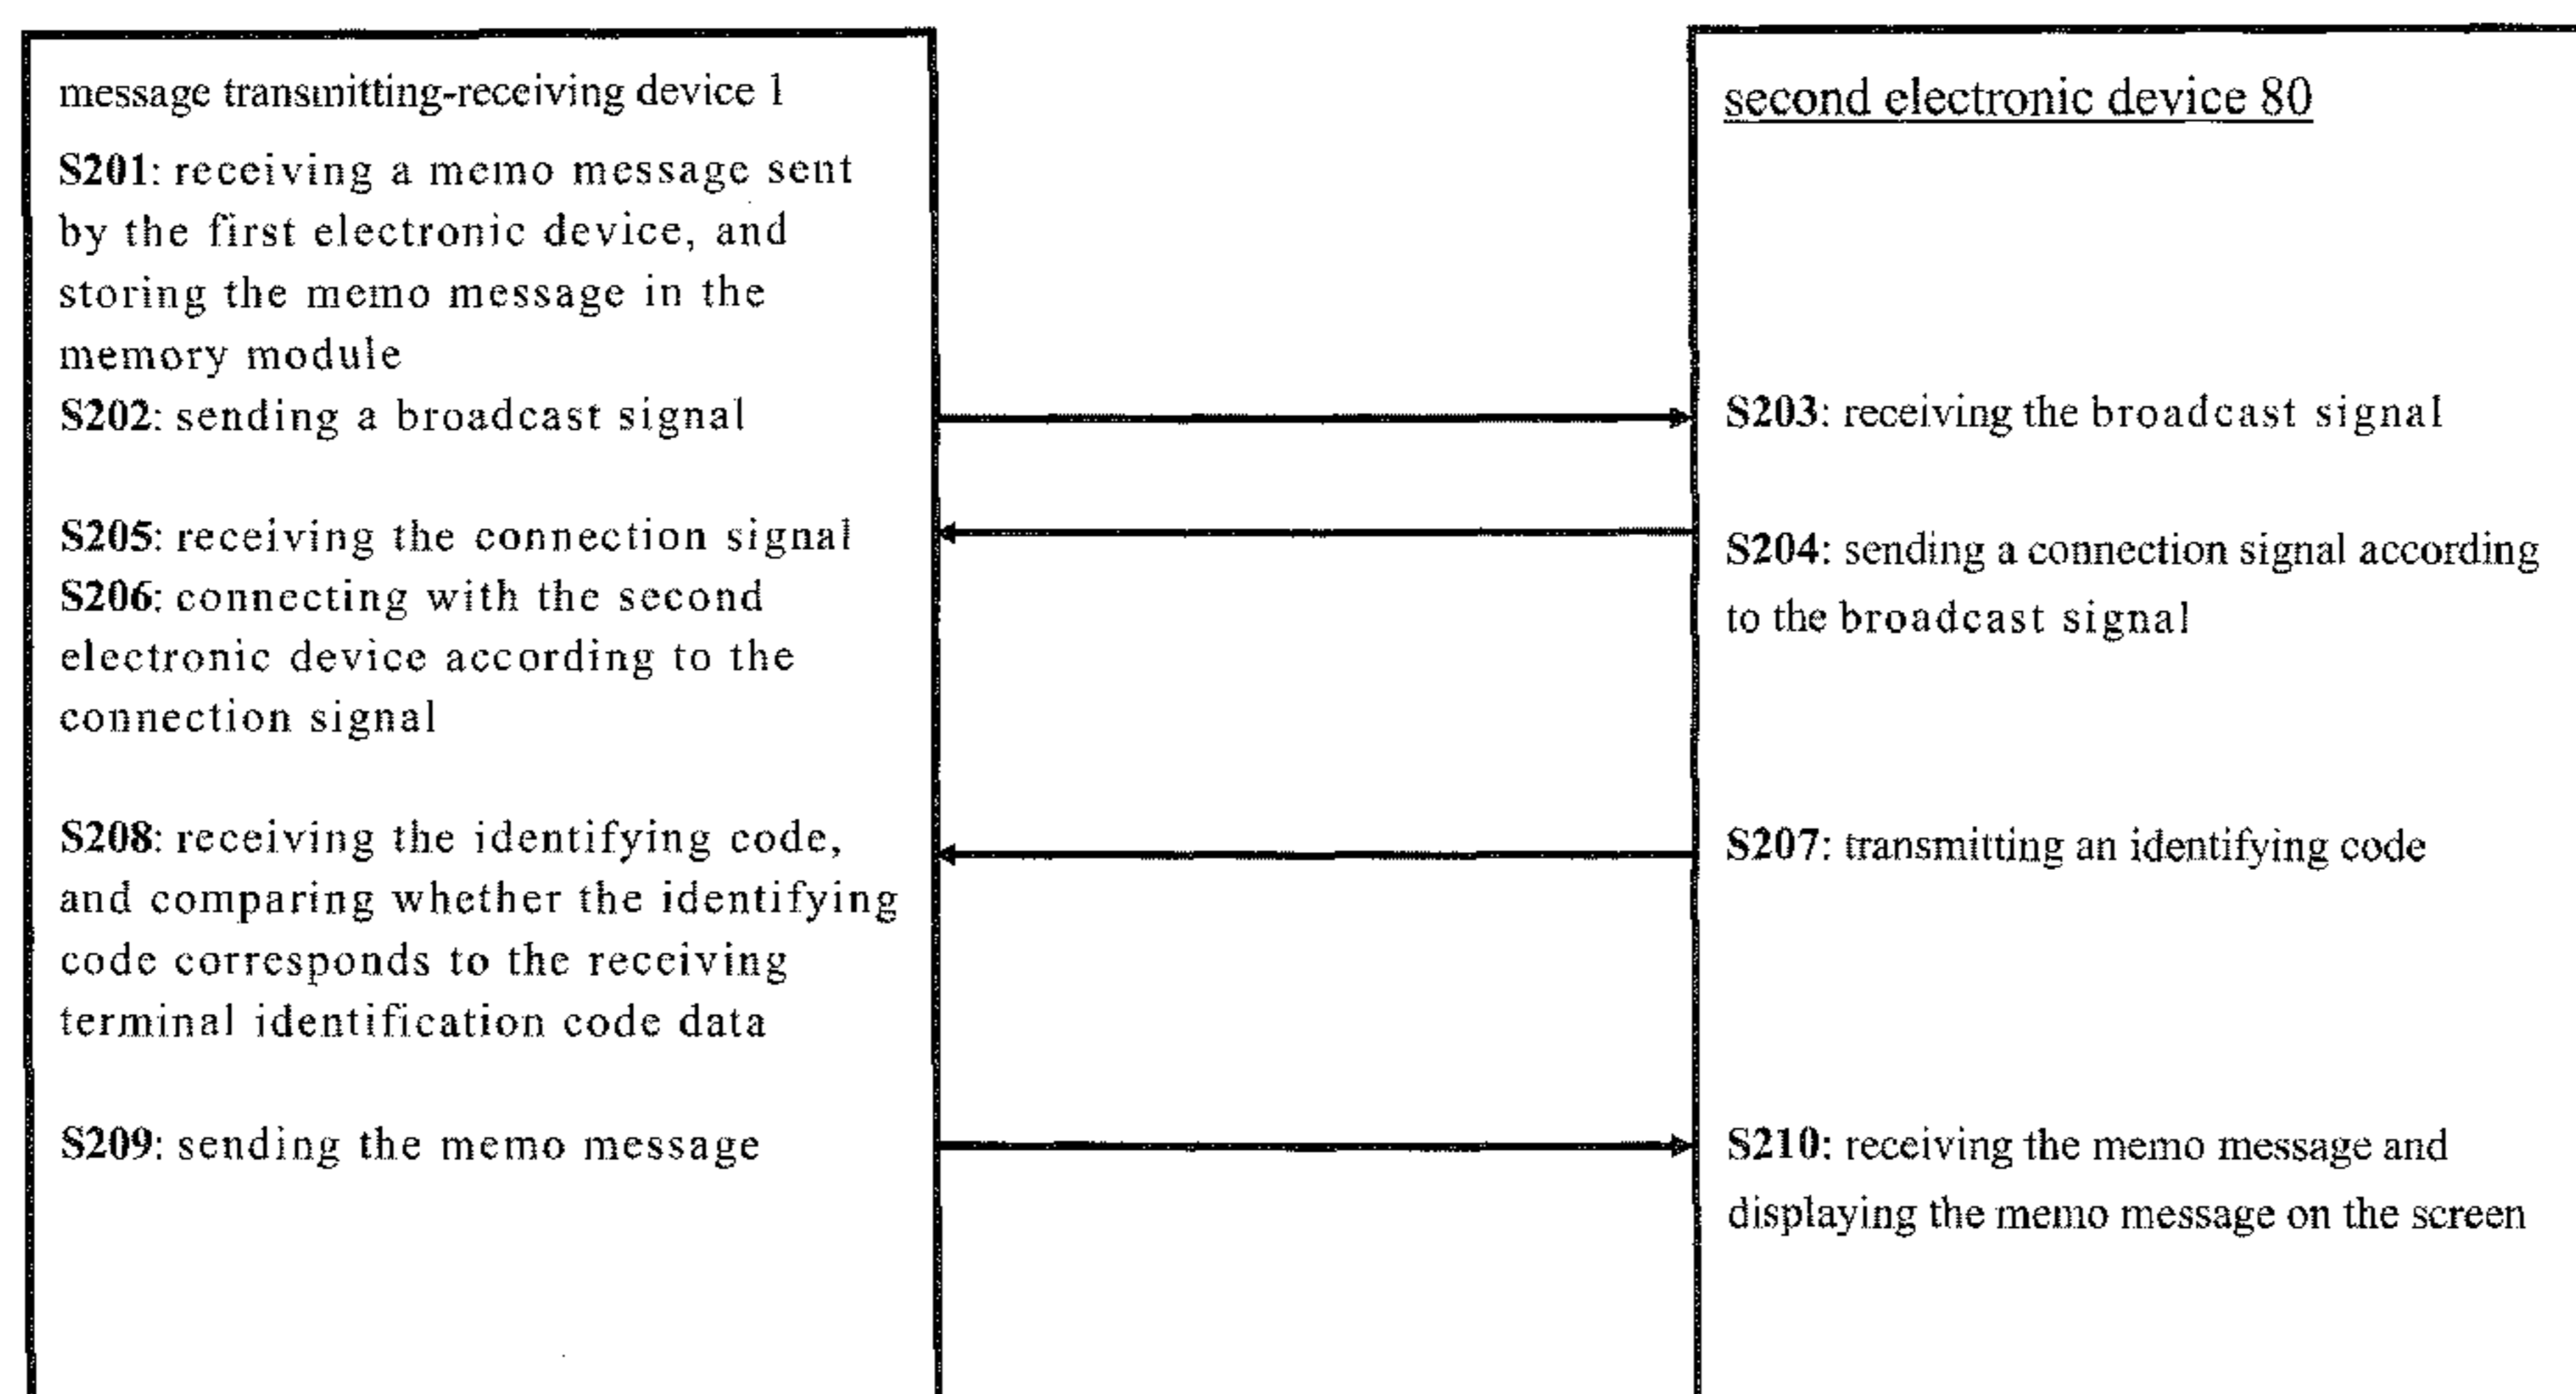 message transmitting-receiving device 1
S201: receiving a memo message sent
by the first electronic device, and
storing the memo message in the
memory module
S202: sending a broadcast signal
S205: receiving the connection signal
S206: connecting with the second
electronic device according to the
connection signal
S208: receiving the identifying code,
and comparing whether the identifying
code corresponds to the receiving
terminal identification code data
S209: sending the memo message
second electronic device 80
S203: receiving the broadcast signal
S204: sending a connection signal according
to the broadcast signal
S207: transmitting an identifying code
S210: receiving the memo message and
displaying the memo message on the screen